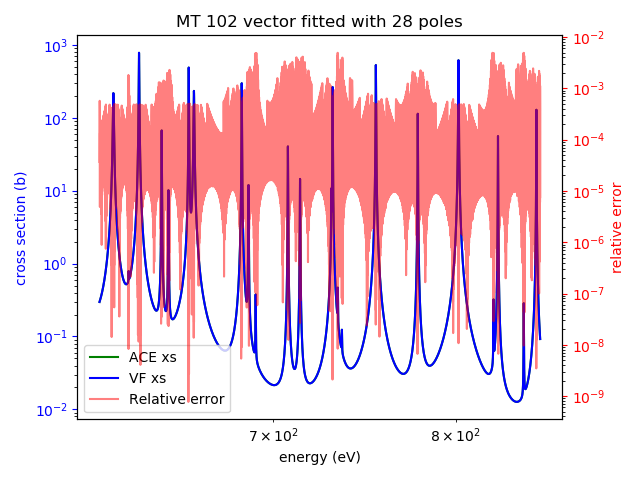 MT 102 vector fitted with 28 poles
10^3
10^2
10^1
10^0
10^-1
10^-2
cross section (b)
10^-2
10^-3
10^-4
10^-5
10^-6
10^-7
10^-8
10^-9
relative error
ACE xs
VF xs
Relative error
7 × 10^2
8 × 10^2
energy (eV)